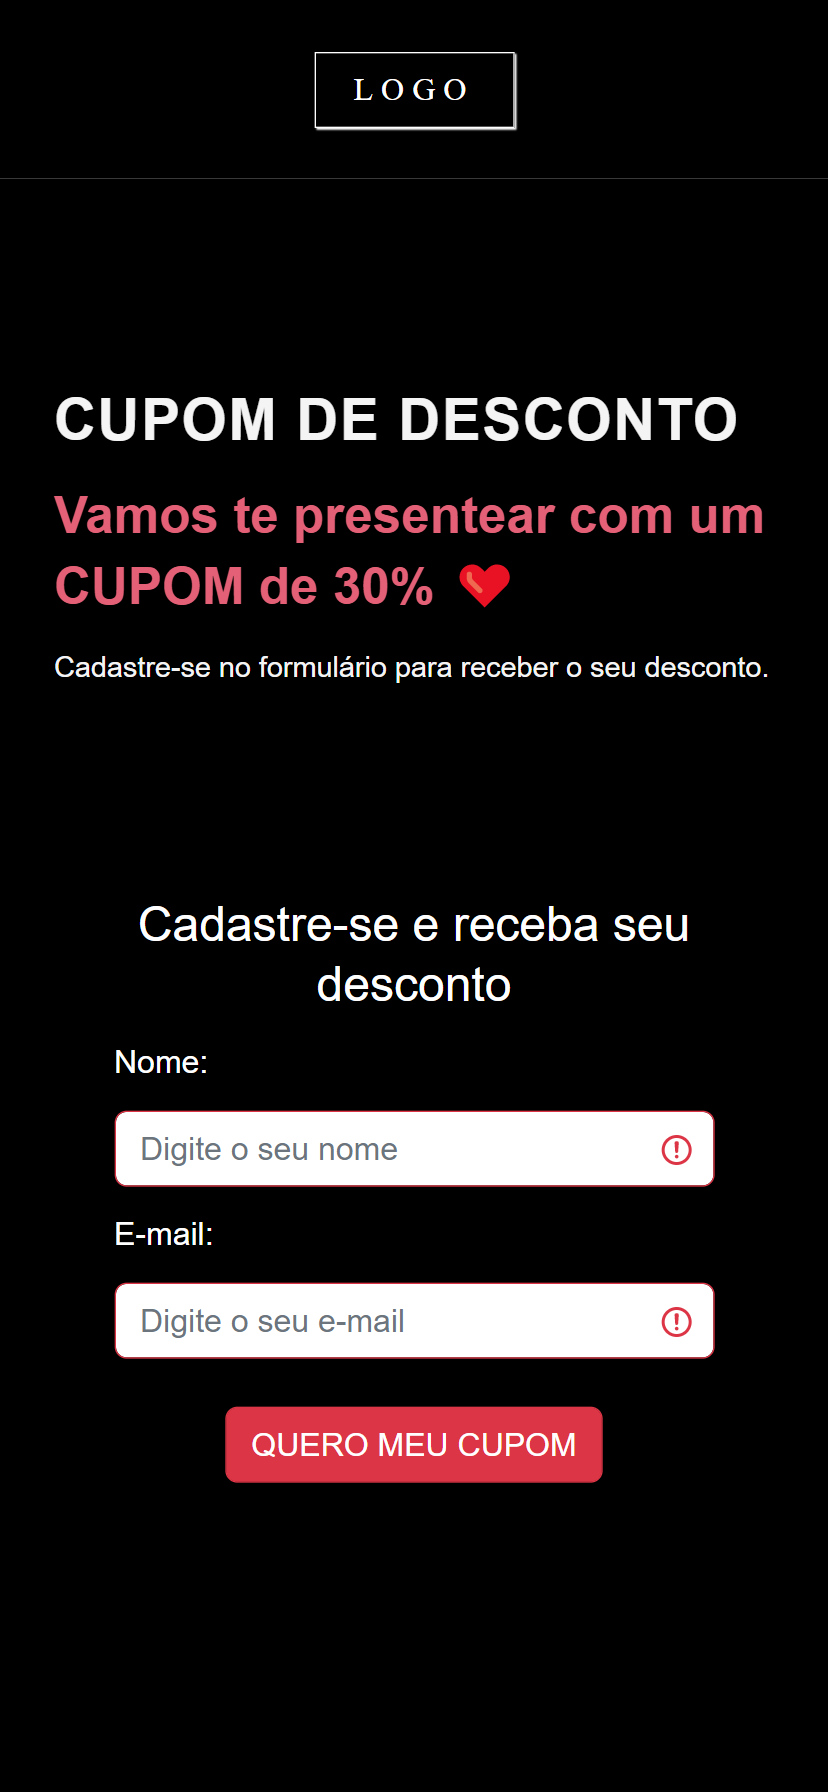 LOGO
CUPOM DE DESCONTO
Vamos te presentear com um
CUPOM de 30%
Cadastre-se no formulário para receber o seu desconto.
Cadastre-se e receba seu
desconto
Nome:
Digite o seu nome
E-mail:
Digite o seu e-mail
QUERO MEU CUPOM